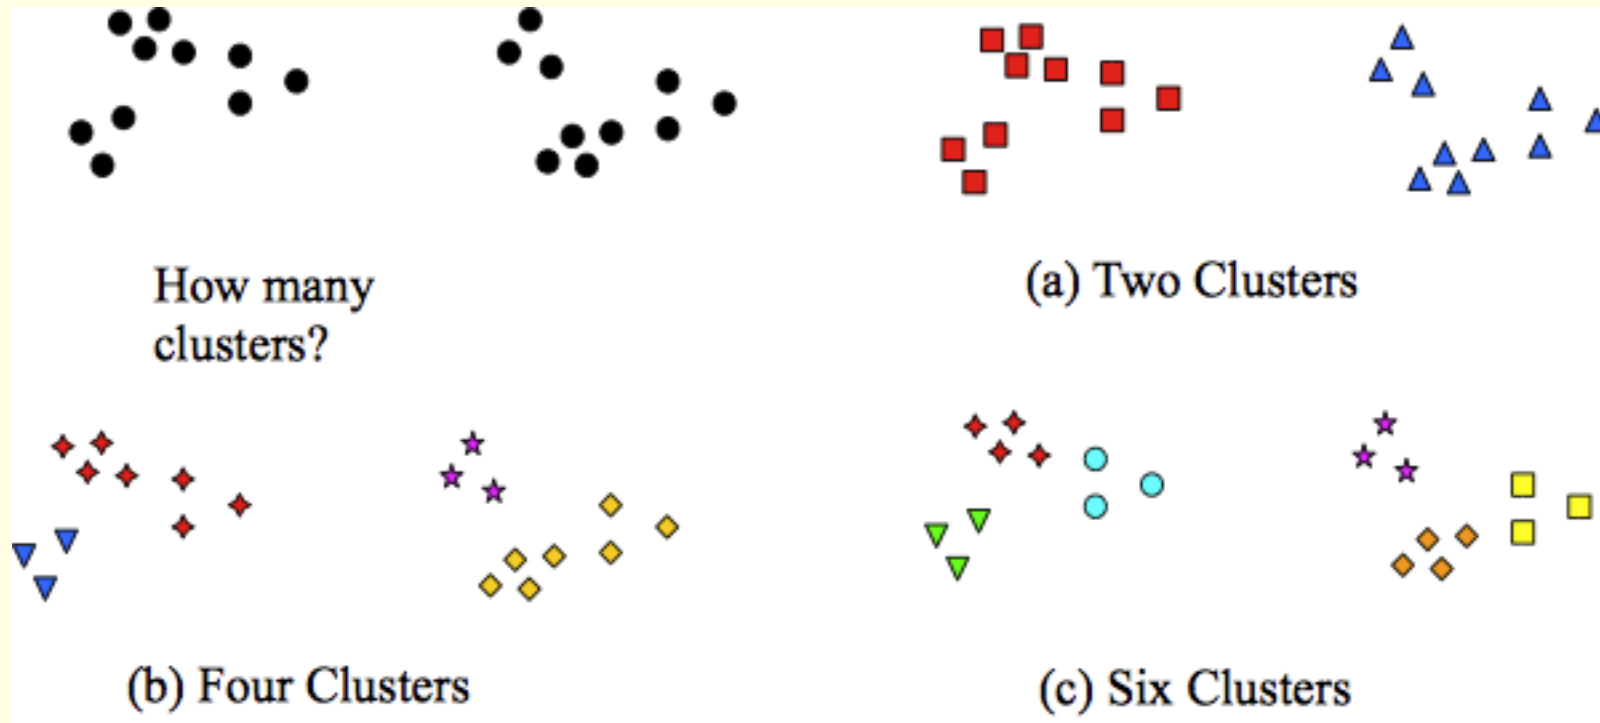 How many
clusters?
(a) Two Clusters
(b) Four Clusters
(c) Six Clusters